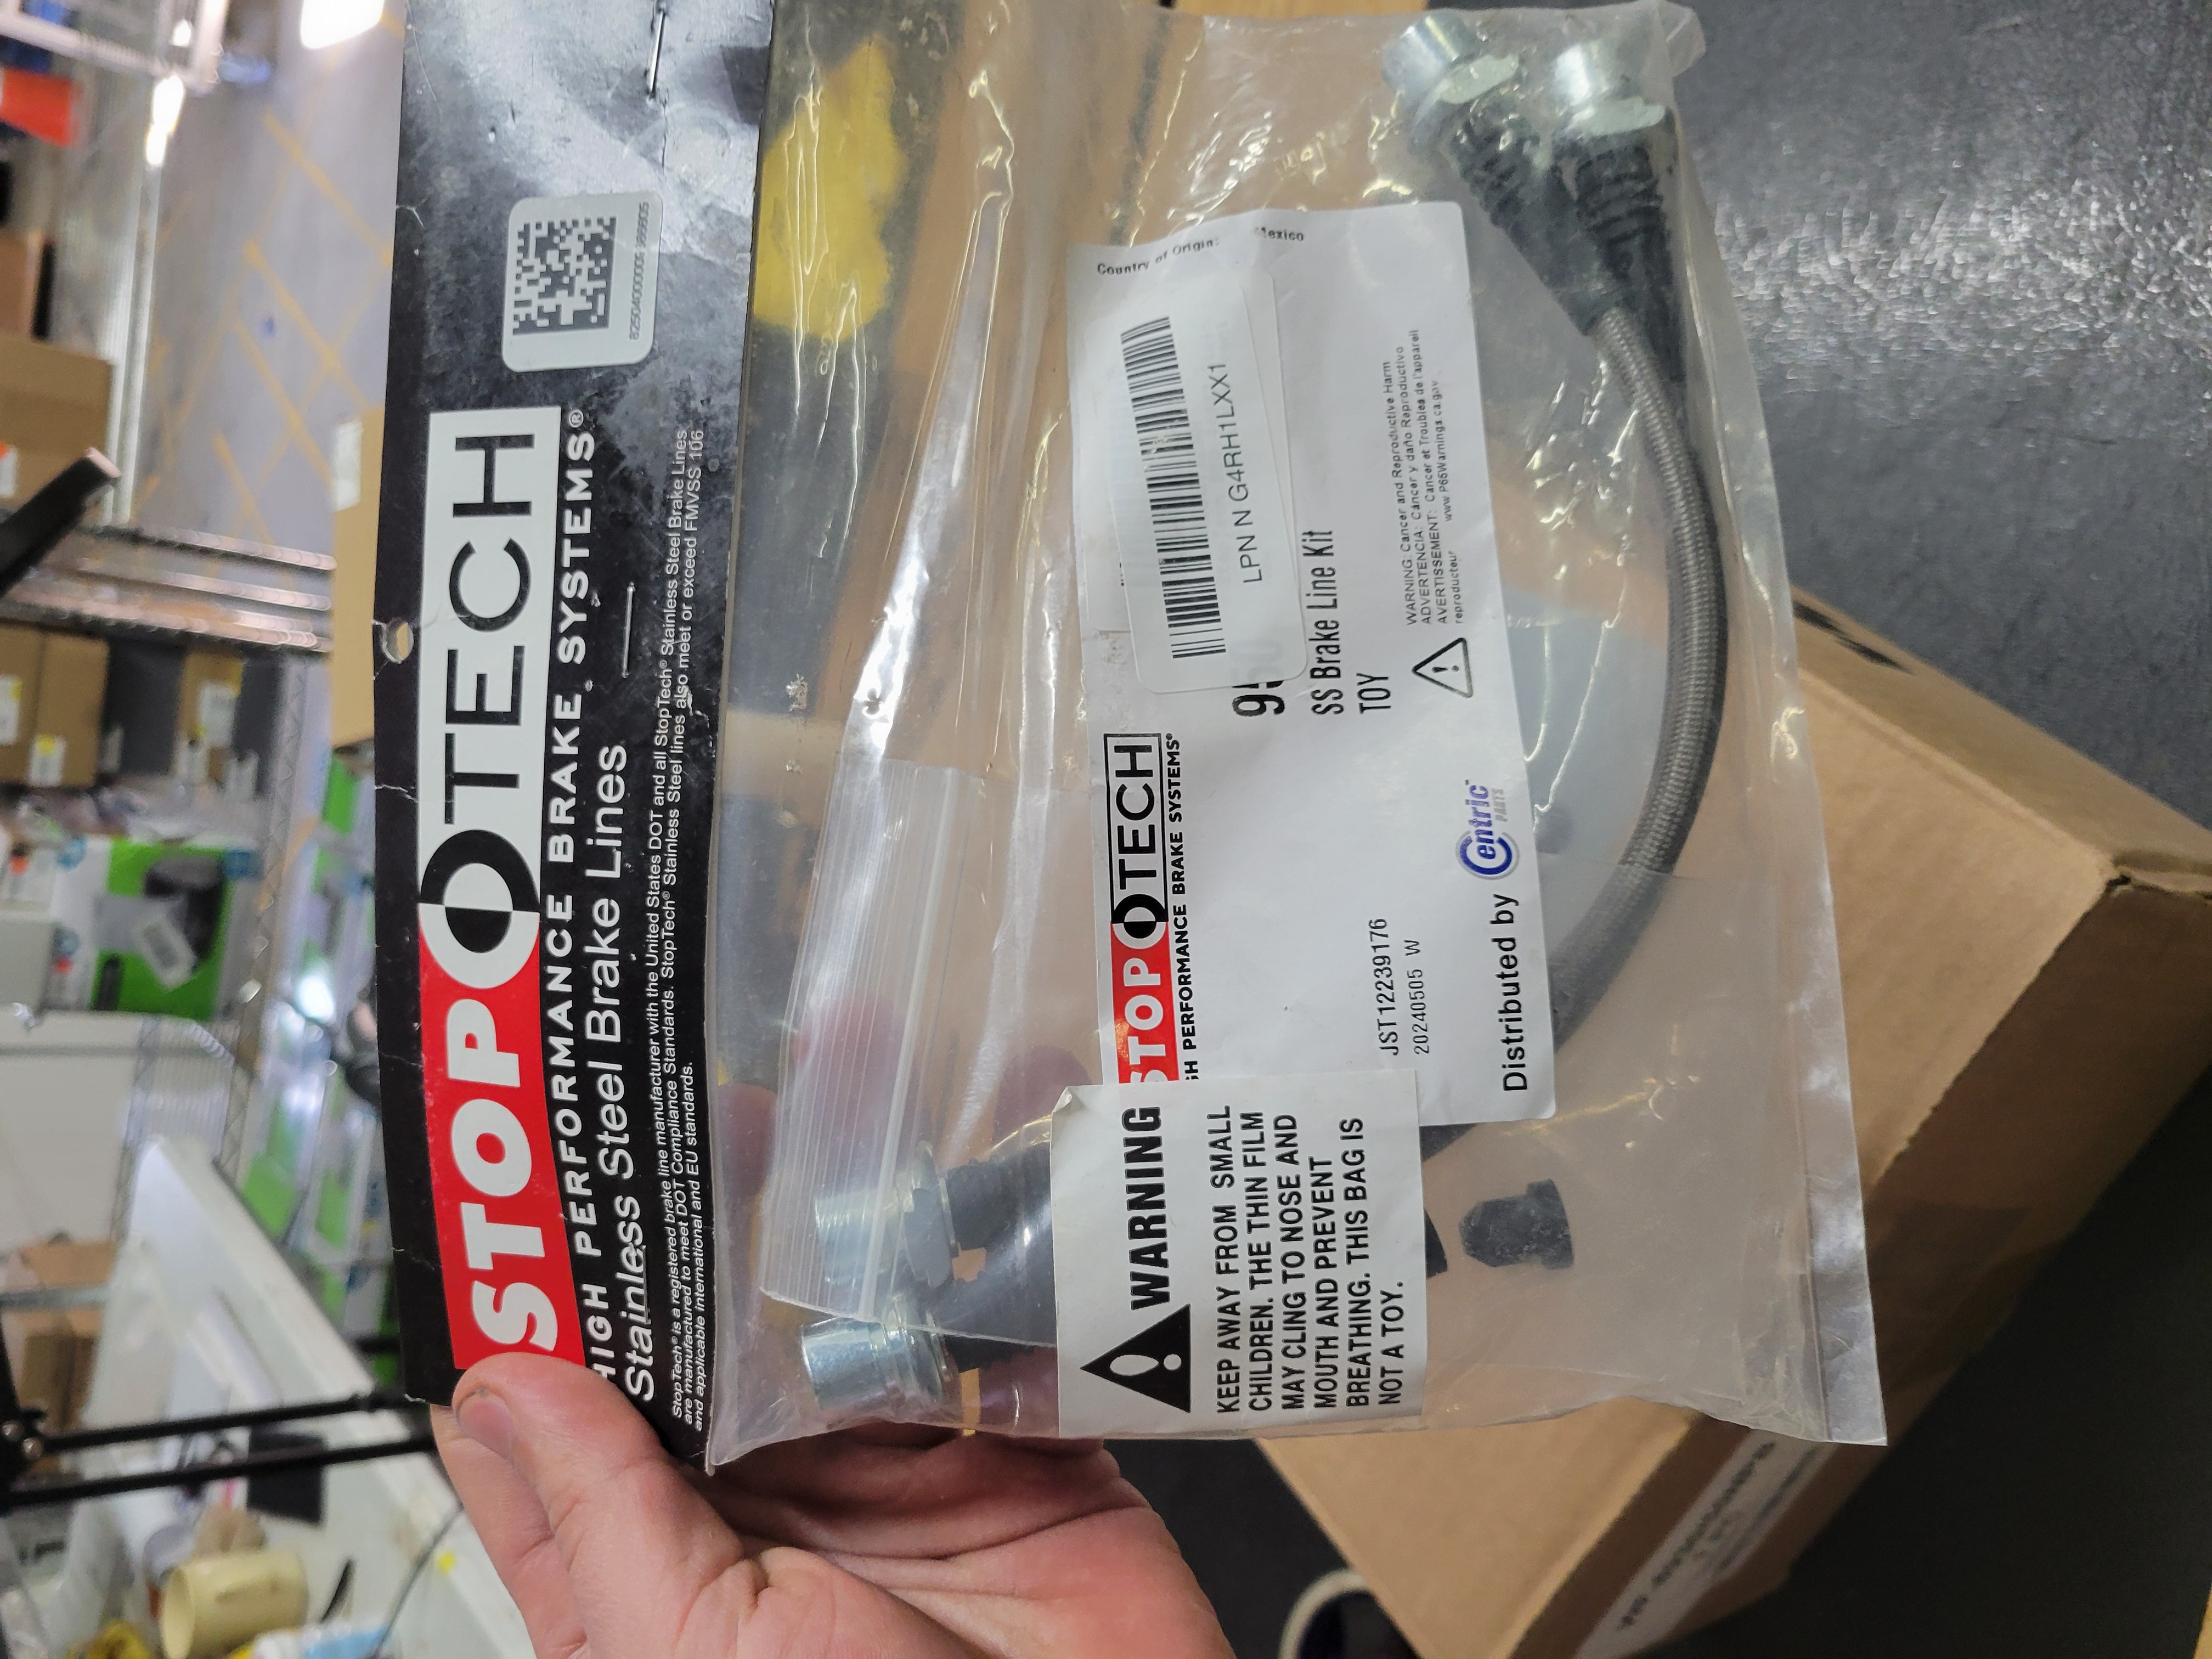 STOPTECH
HIGH PERFORMANCE BRAKE SYSTEMS®
Stainless Steel Brake Lines
StopTech® is a registered brake line manufacturer with the United States DOT and all StopTech® Stainless Steel Brake Lines
are manufactured to meet DOT Compliance Standards. StopTech® Stainless Steel lines also meet or exceed FMVSS 106
and applicable international and EU standards.
Country of Origin: Mexico
LPN N G4RH1LXX1
STOPTECH
GH PERFORMANCE BRAKE SYSTEMS®
SS Brake Line Kit
TOY
JST12239176
20240505 W
WARNING: Cancer and Reproductive Harm
ADVERTENCIA: Cáncer y daño Reproductivo
AVERTISSEMENT: Cancer et Troubles de l'appareil
reproducteur www.P65Warnings.ca.gov
Distributed by Centric™
PARTS
WARNING
KEEP AWAY FROM SMALL
CHILDREN. THE THIN FILM
MAY CLING TO NOSE AND
MOUTH AND PREVENT
BREATHING. THIS BAG IS
NOT A TOY.